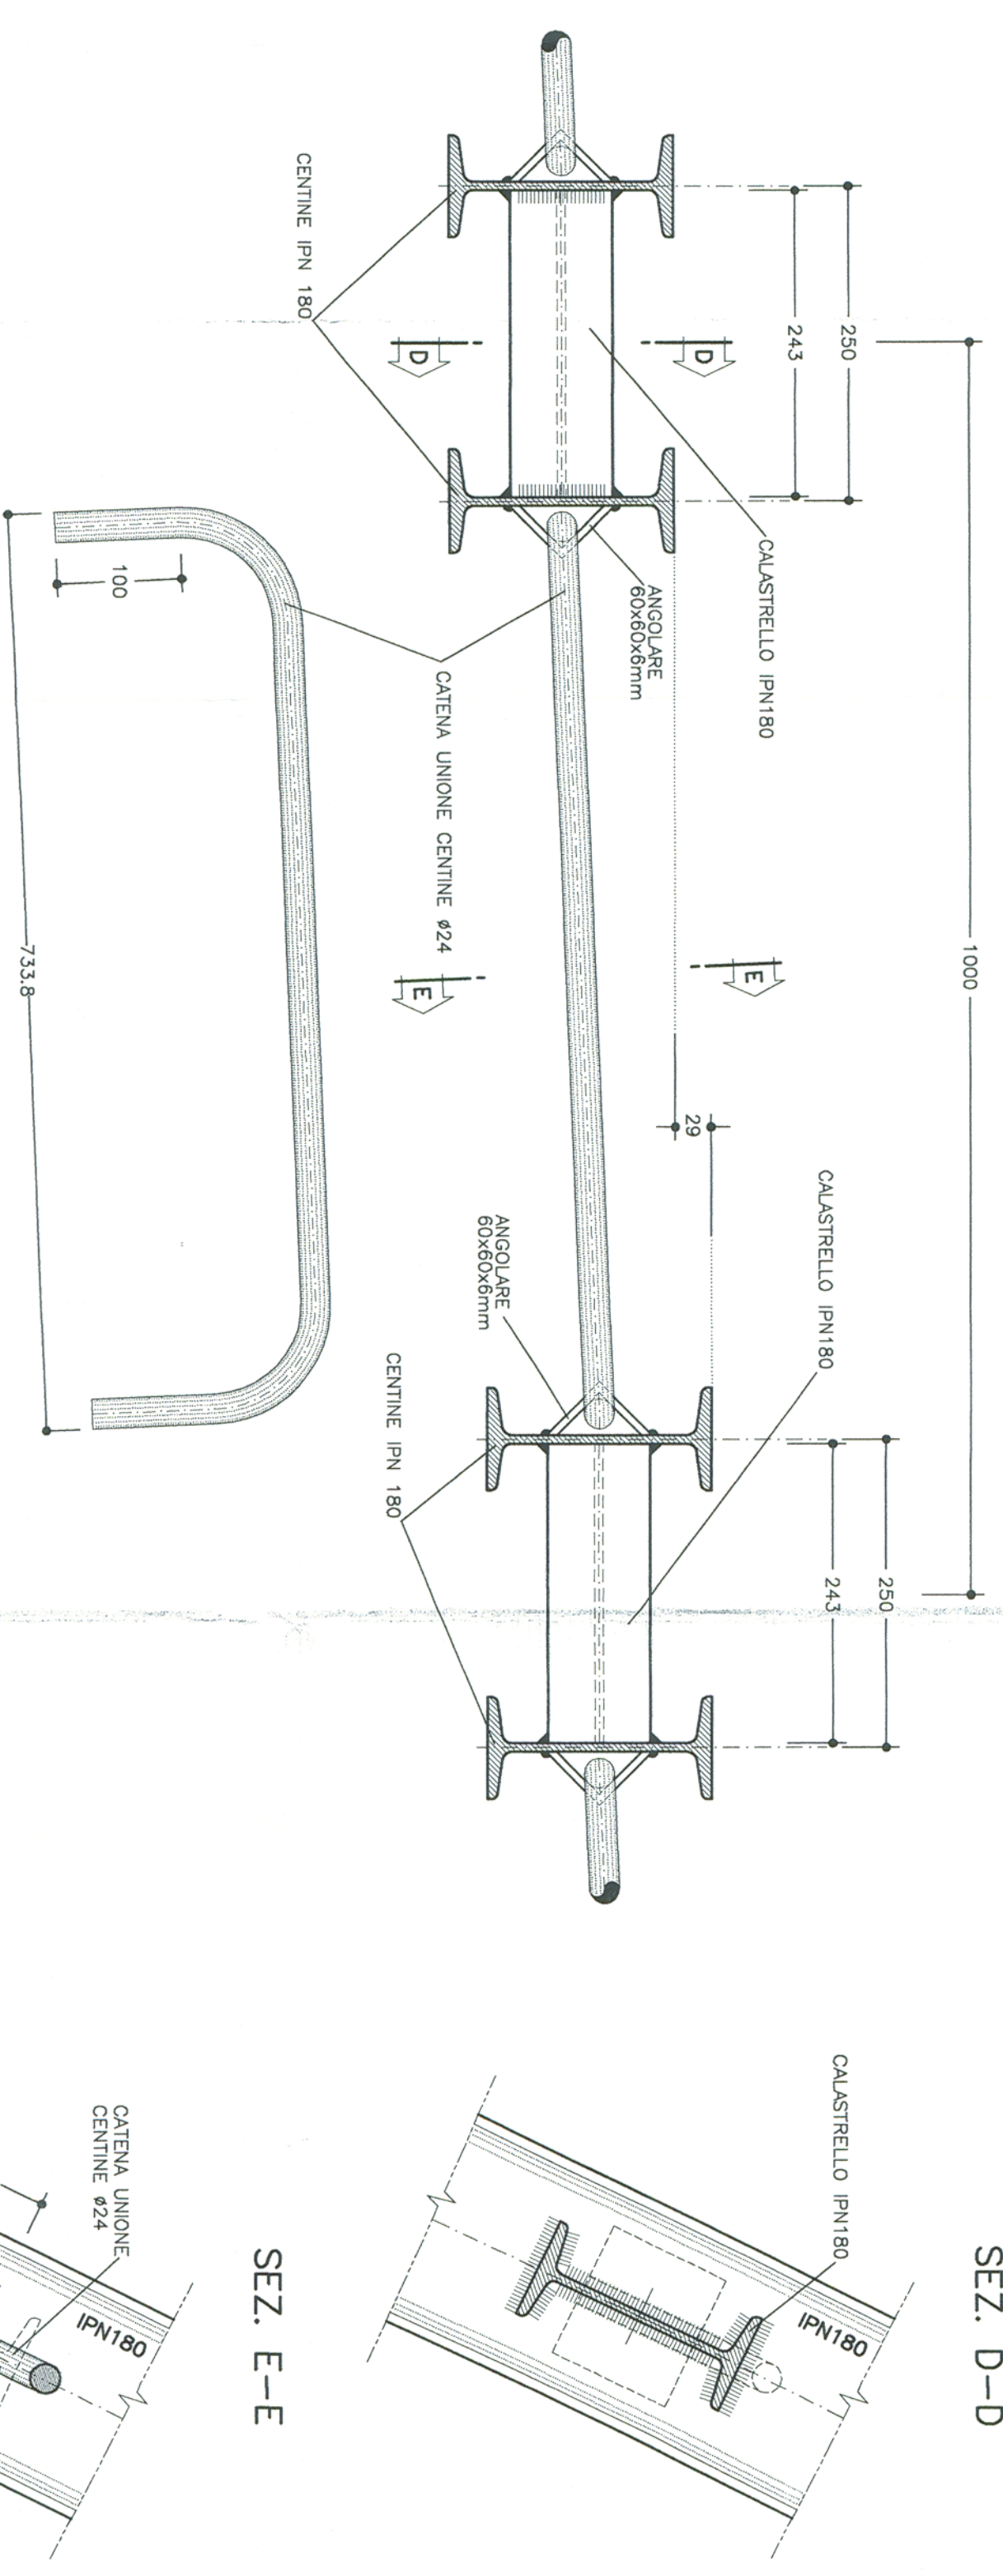 1000
250
243
250
243
CALASTRELLO IPN180
CALASTRELLO IPN180
29
D
D
E
E
ANGOLARE
60x60x6mm
ANGOLARE
60x60x6mm
CENTINE IPN 180
CENTINE IPN 180
CATENA UNIONE CENTINE ø24
100
733.8
SEZ. D-D
CALASTRELLO IPN180
IPN180
SEZ. E-E
CATENA UNIONE
CENTINE ø24
IPN180